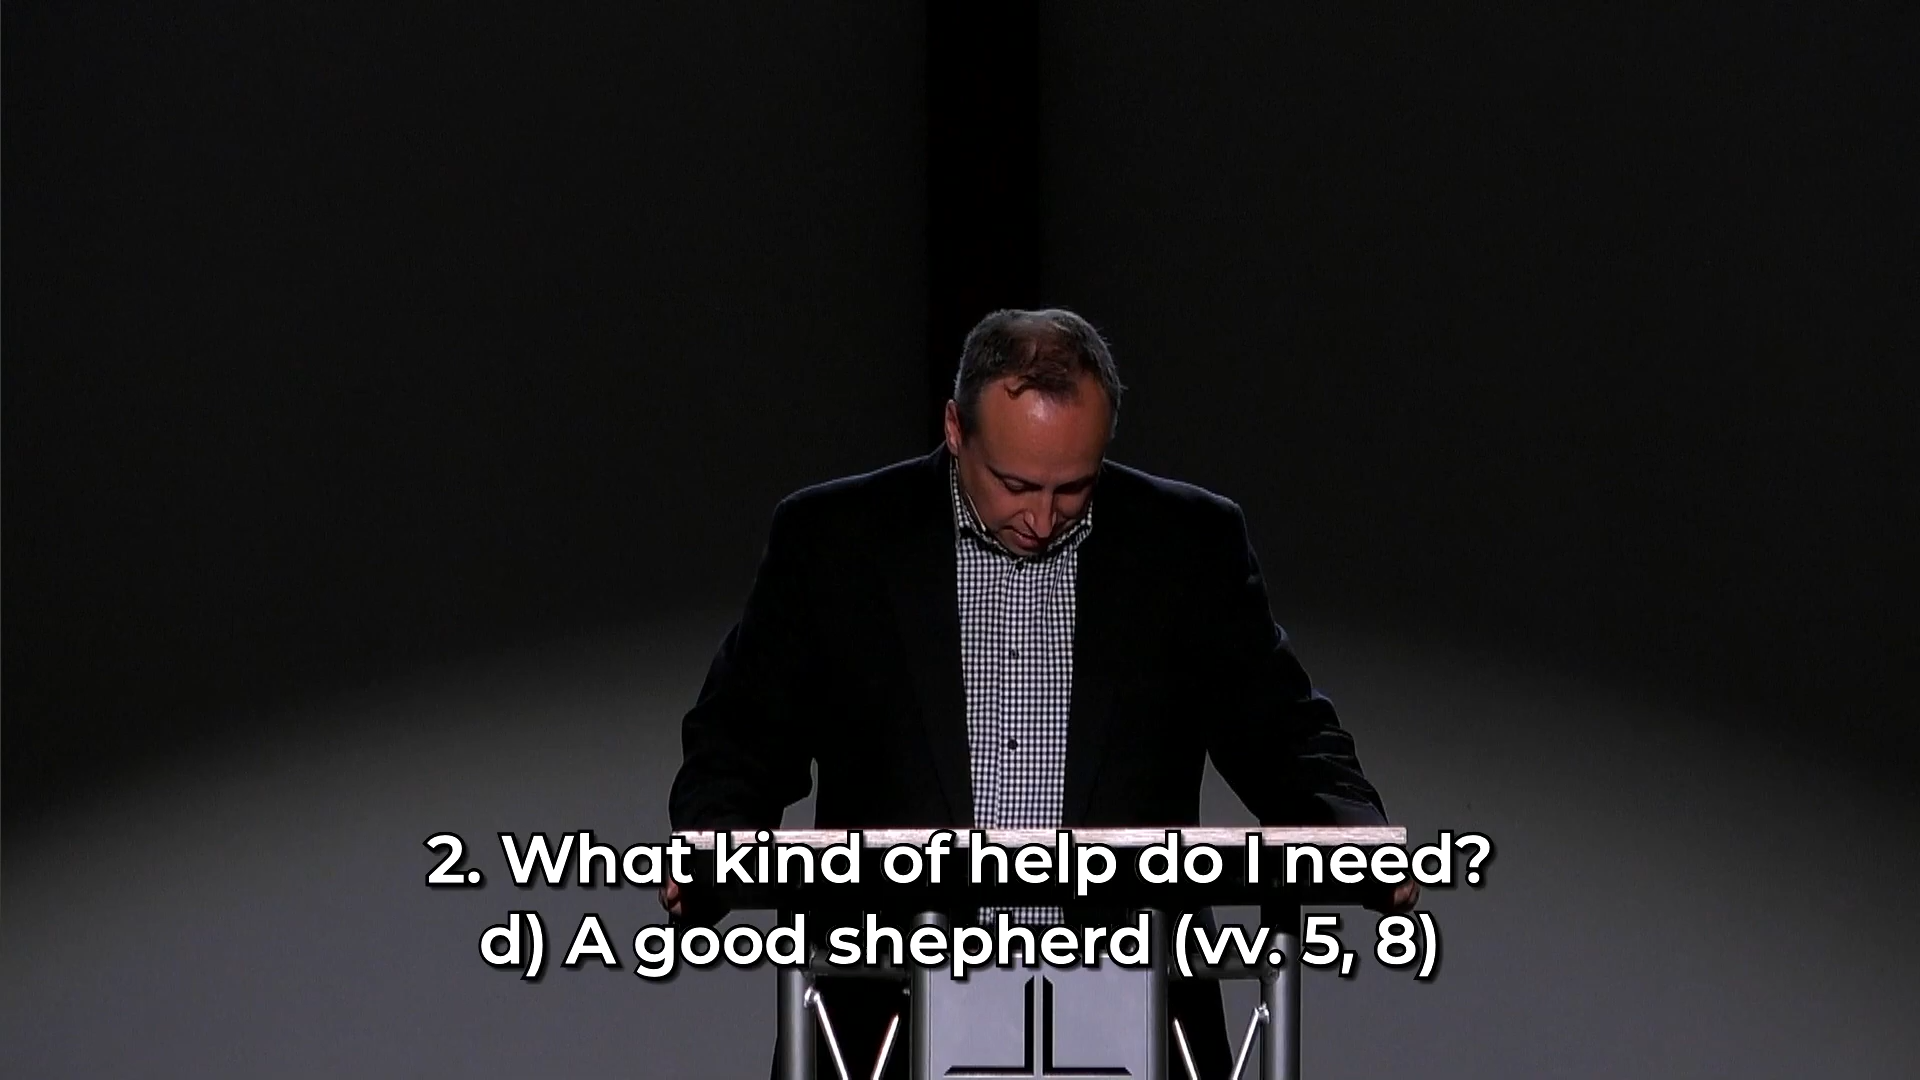 2. What kind of help do I need?
d) A good shepherd (vv. 5, 8)